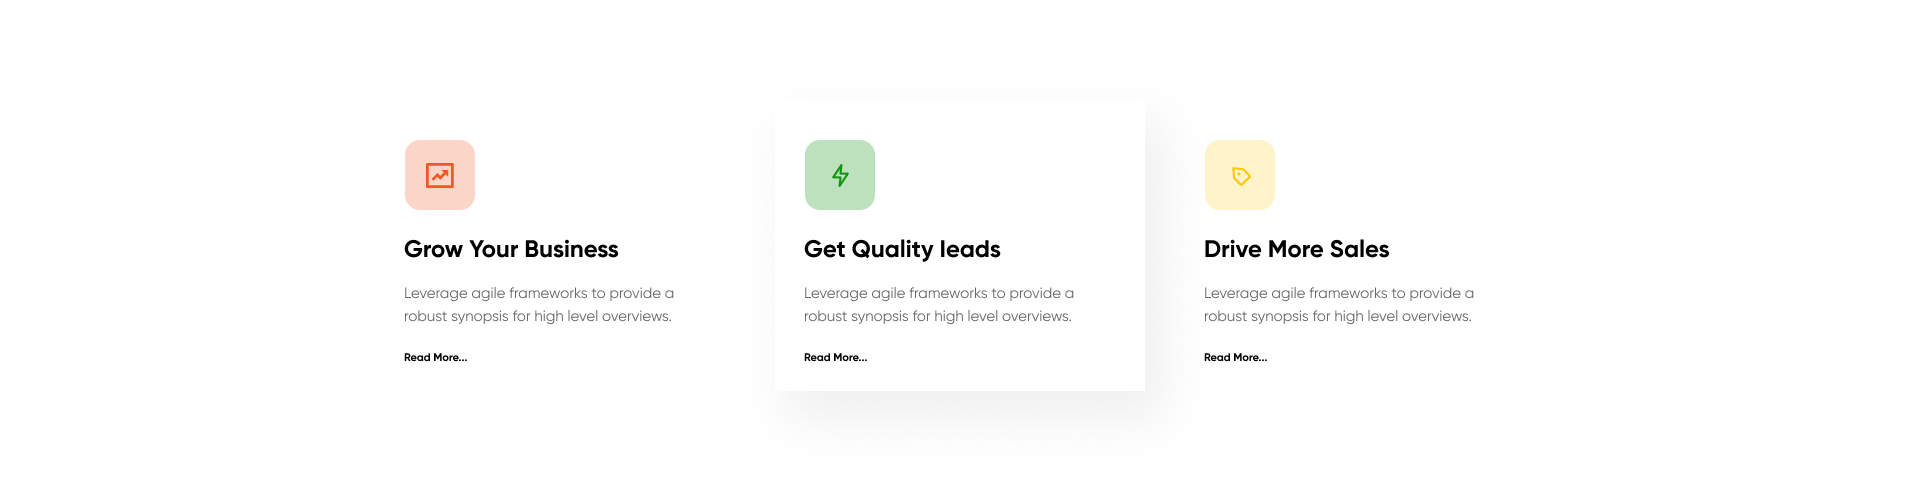 Grow Your Business
Leverage agile frameworks to provide a
robust synopsis for high level overviews.
Read More...
Get Quality leads
Leverage agile frameworks to provide a
robust synopsis for high level overviews.
Read More...
Drive More Sales
Leverage agile frameworks to provide a
robust synopsis for high level overviews.
Read More...